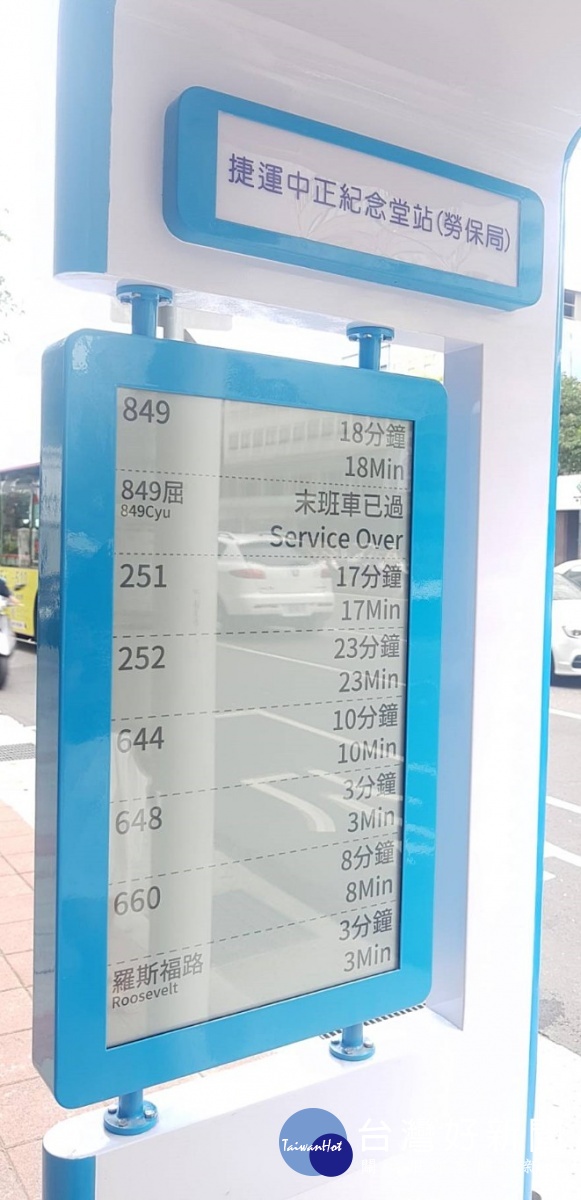 捷運中正紀念堂站(勞保局)
849
18分鐘
18Min
849屈
849Cyu
末班車已過
Service Over
251
17分鐘
17Min
252
23分鐘
23Min
644
10分鐘
10Min
648
3分鐘
3Min
660
8分鐘
8Min
羅斯福路
Roosevelt
3分鐘
3Min
TaiwanHot